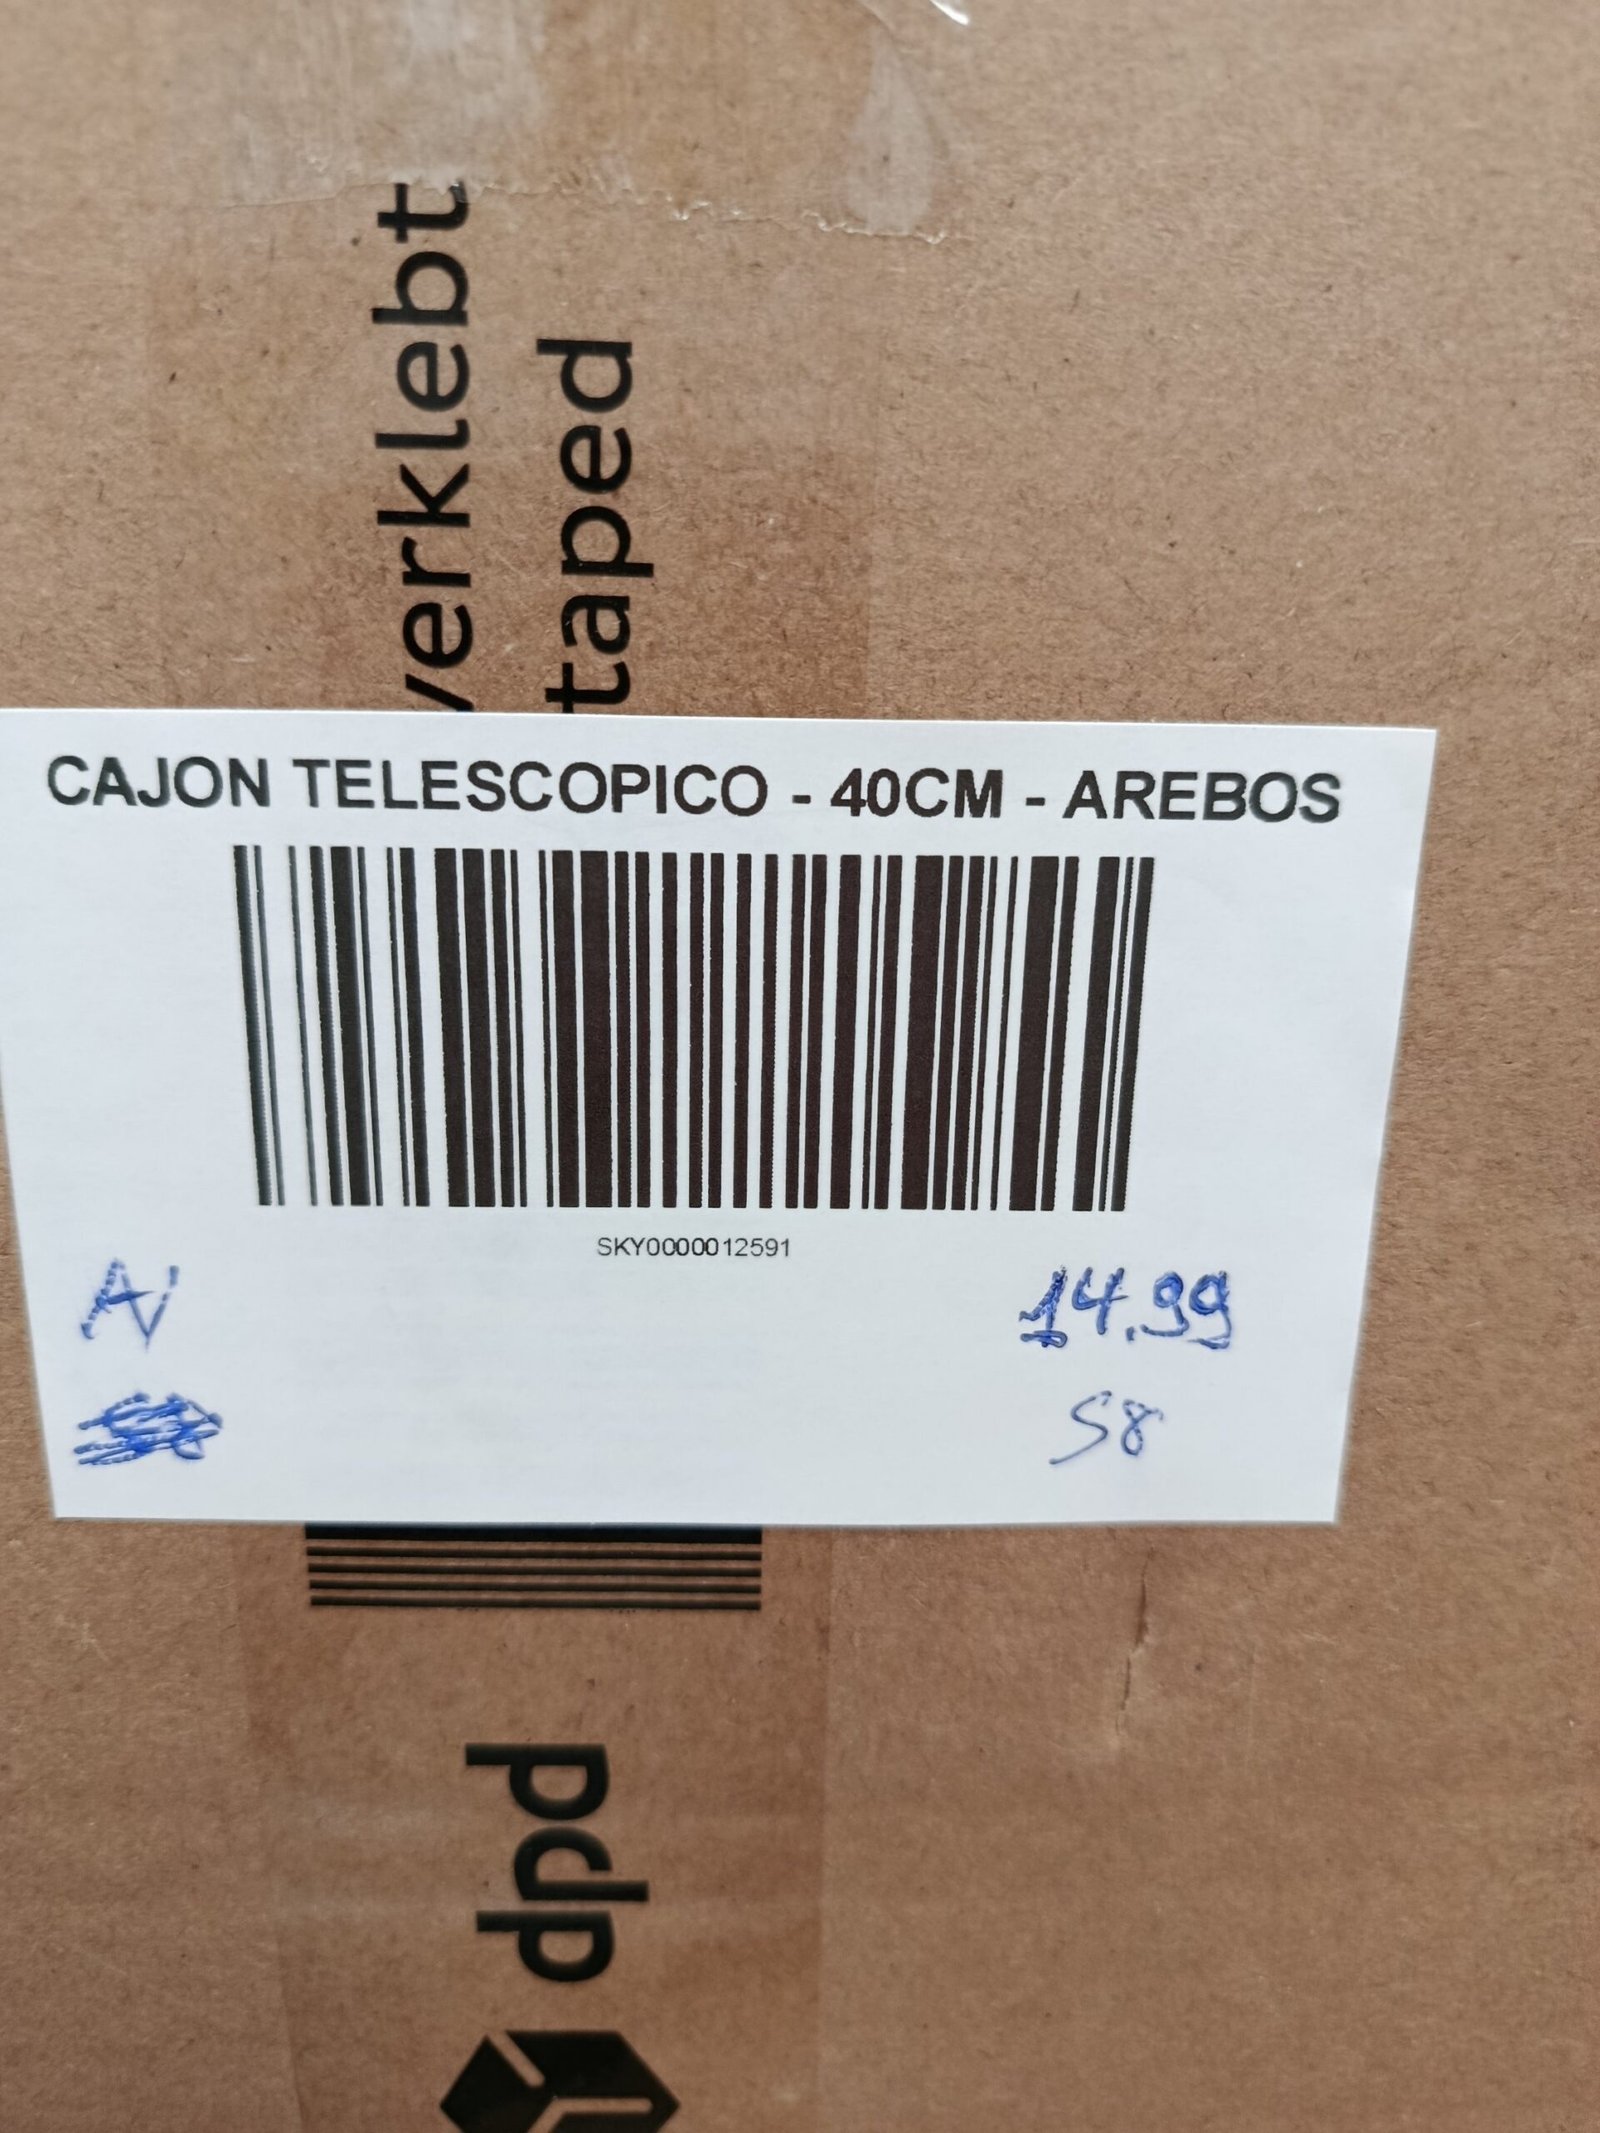 verklebt
taped
CAJON TELESCOPICO - 40CM - AREBOS
SKY0000012591
AV
14.99
S8
dpd